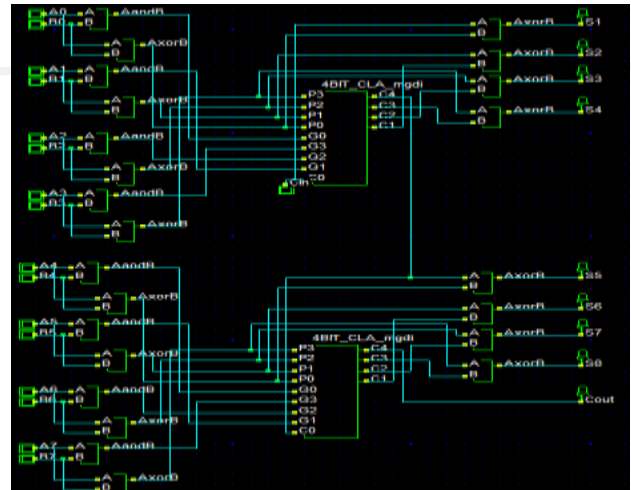 A0 A AandB
B0 B
A AxorB
B
A1 A AandB
B1 B
A AxorB
B
A2 A AandB
B2 B
A AxorB
B
A3 A AandB
B3 B
A AxorB
B
4BIT_CLA_mgdi
P3 C4
P2 C3
P1 C2
P0 C1
G0
G3
G2
G1
C0
Cin
A AxorB S1
B
A AxorB S2
B
A AxorB S3
B
A AxorB S4
B
A4 A AandB
B4 B
A AxorB
B
A5 A AandB
B5 B
A AxorB
B
A6 A AandB
B6 B
A AxorB
B
A7 A AandB
B7 B
A AxorB
B
4BIT_CLA_mgdi
P3 C4
P2 C3
P1 C2
P0 C1
G0
G3
G2
G1
C0
A AxorB S5
B
A AxorB S6
B
A AxorB S7
B
A AxorB S8
B
Cout